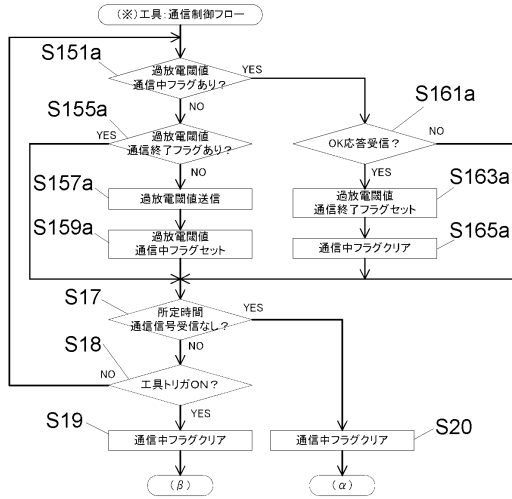 (※)工具：通信制御フロー
S151a
過放電閾値
通信中フラグあり？
YES
NO
S155a
YES
過放電閾値
通信終了フラグあり？
NO
S161a
OK応答受信？
NO
YES
S157a
過放電閾値送信
S163a
過放電閾値
通信終了フラグセット
S159a
過放電閾値
通信中フラグセット
S165a
通信中フラグクリア
S17
所定時間
通信信号受信なし？
YES
NO
S18
NO
工具トリガON？
YES
S19
通信中フラグクリア
S20
通信中フラグクリア
(β)
(α)